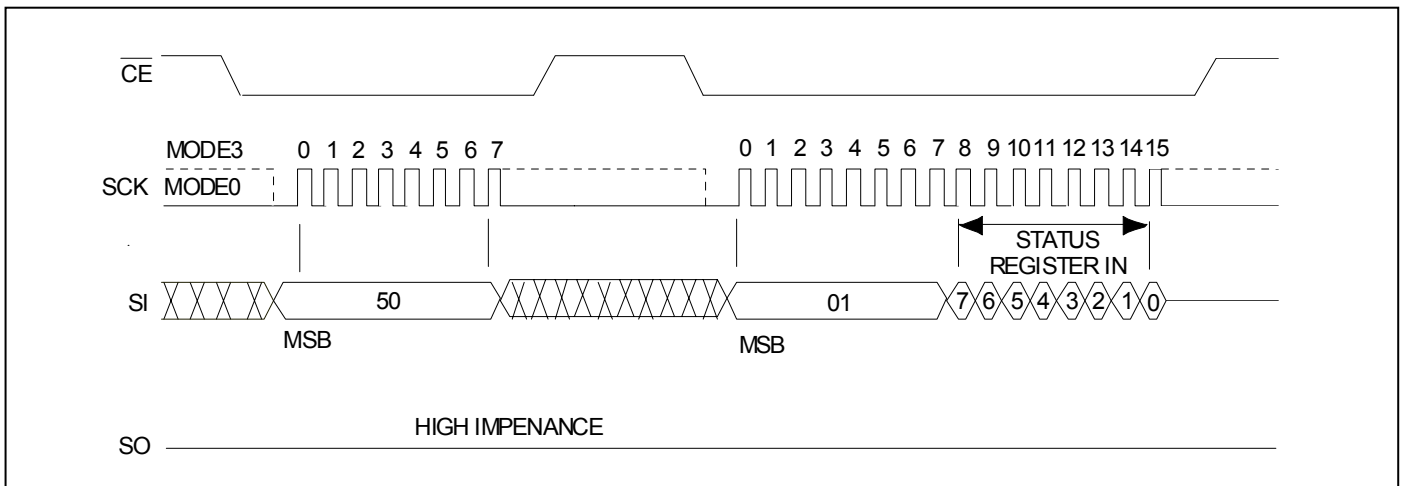 CE
MODE3 0 1 2 3 4 5 6 7 0 1 2 3 4 5 6 7 8 9 10 11 12 13 14 15
SCK MODE0
STATUS
REGISTER IN
SI 50 01 7 6 5 4 3 2 1 0
MSB MSB
HIGH IMPENANCE
SO